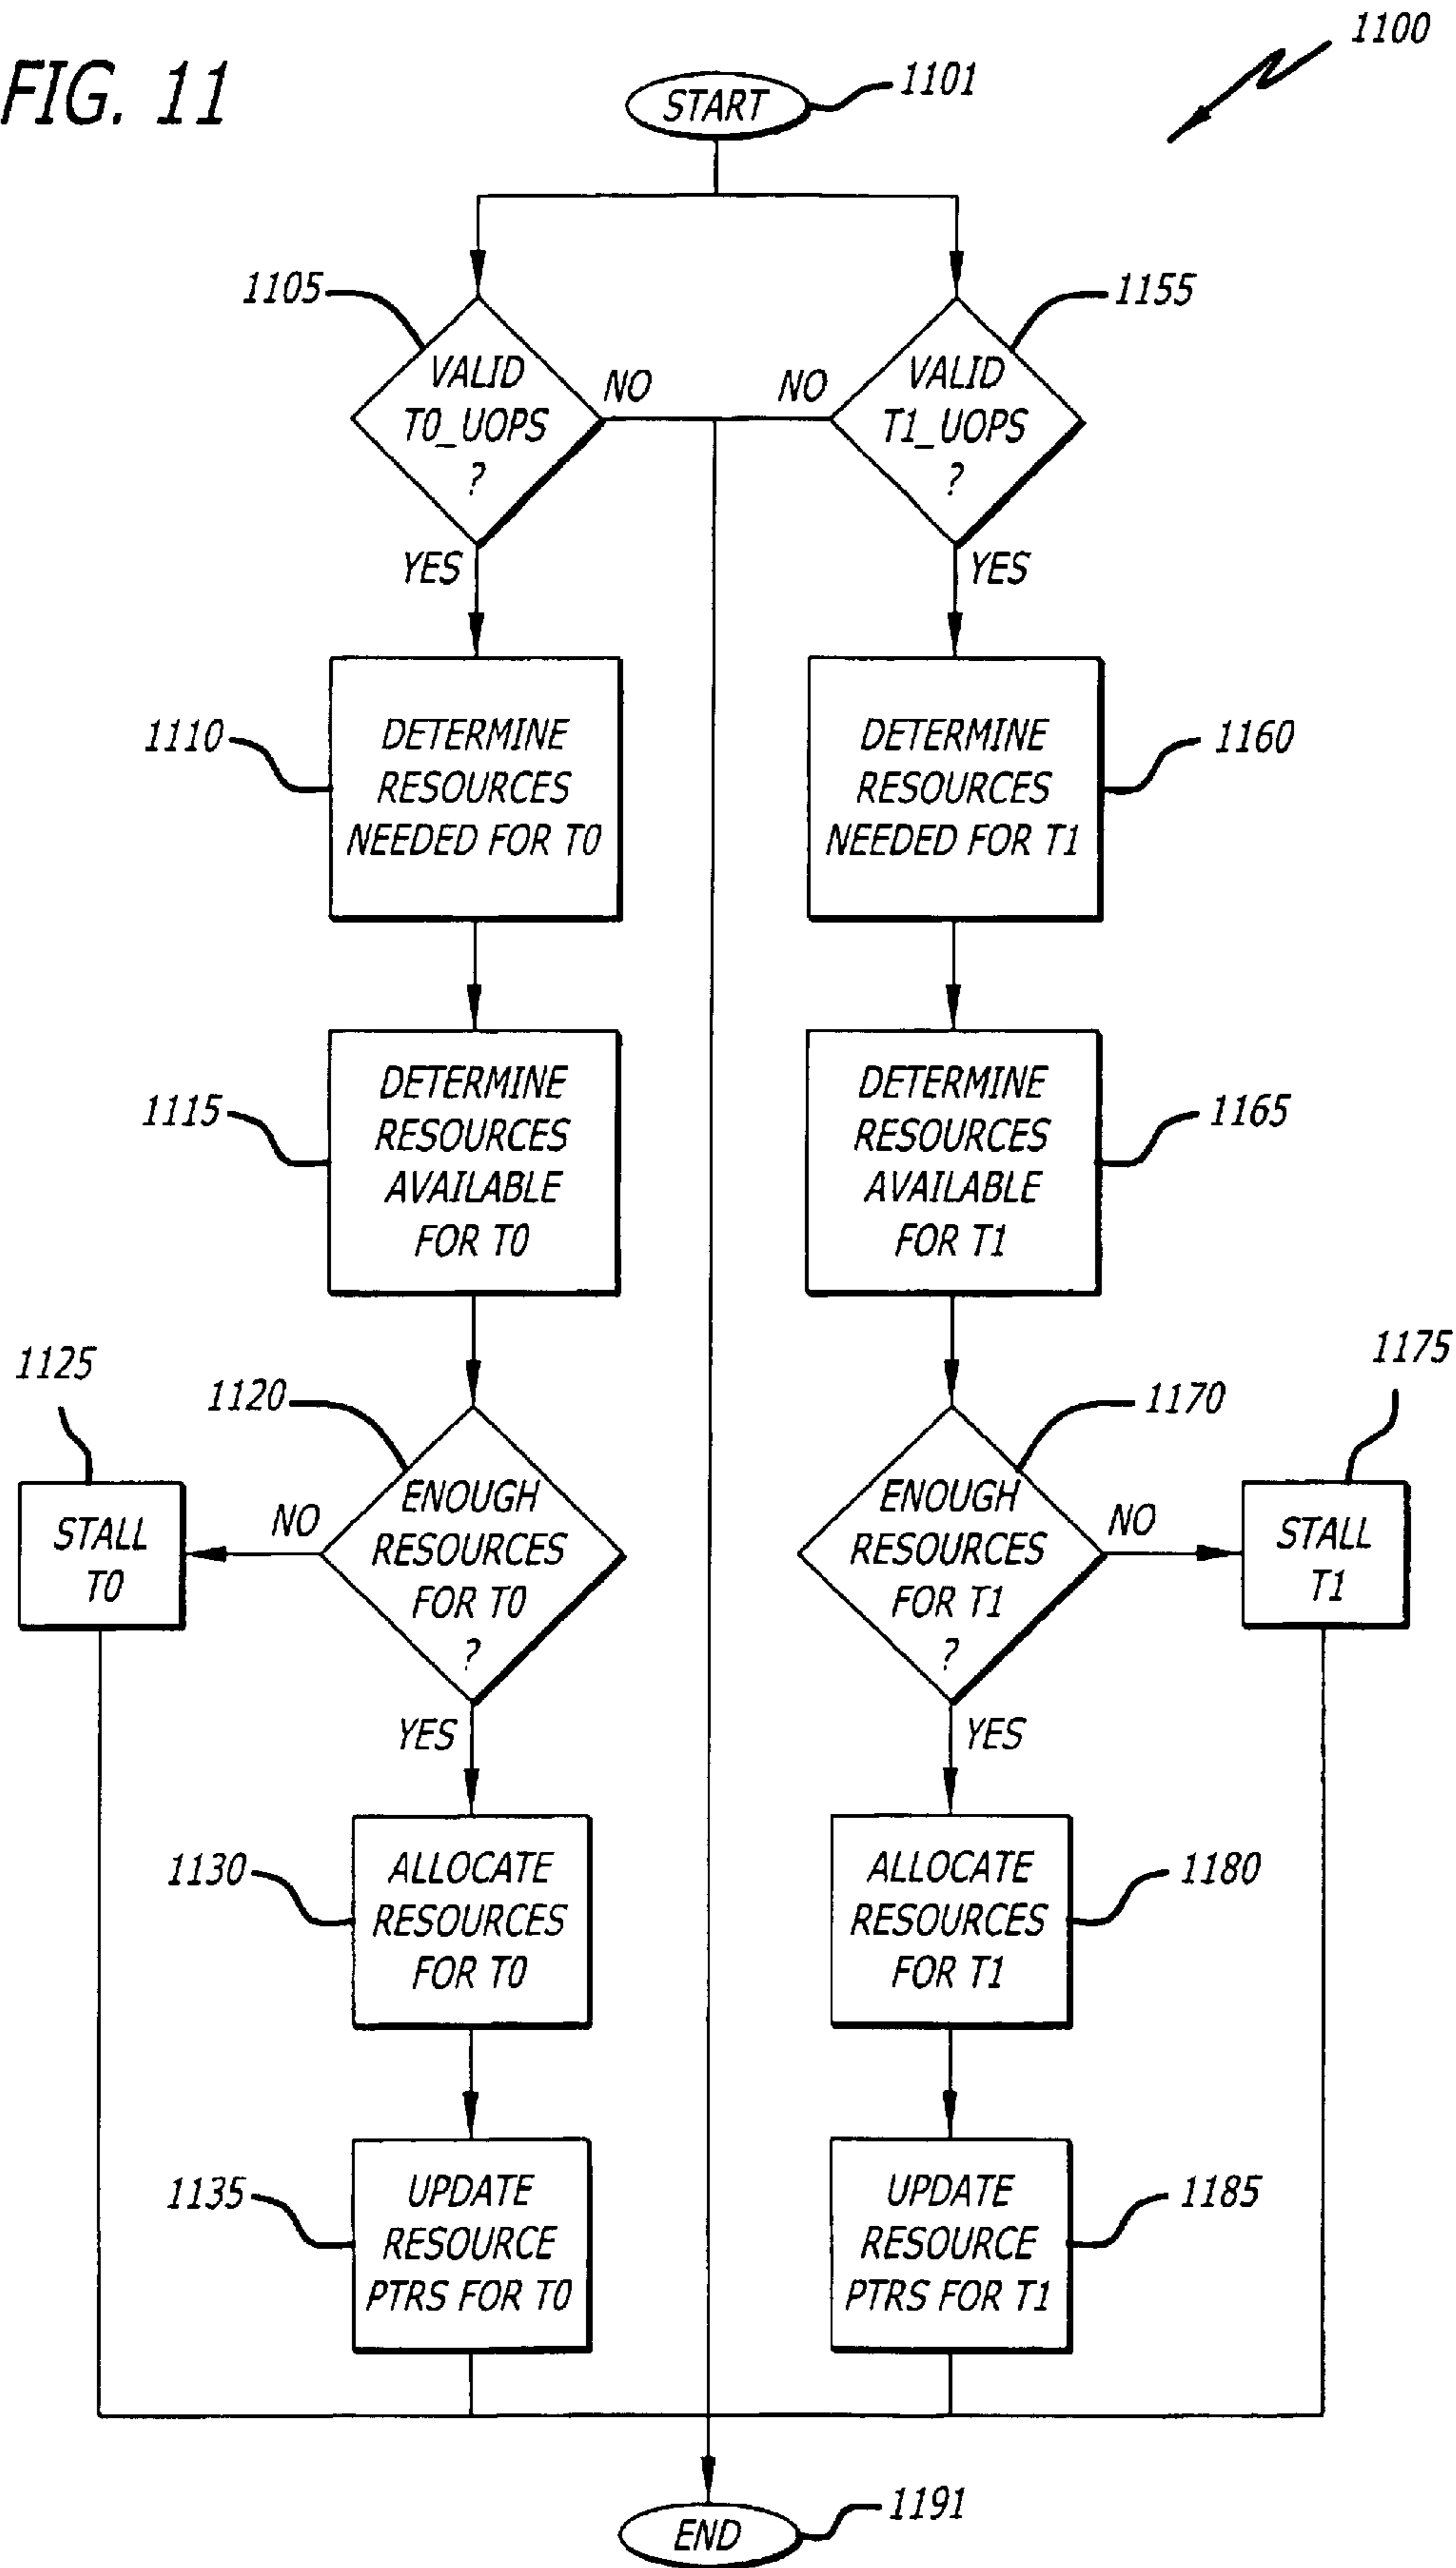 FIG. 11
1100
START
1101
1105
VALID
T0_UOPS
?
NO
NO
VALID
T1_UOPS
?
1155
YES
YES
1110
DETERMINE
RESOURCES
NEEDED FOR T0
DETERMINE
RESOURCES
NEEDED FOR T1
1160
1115
DETERMINE
RESOURCES
AVAILABLE
FOR T0
DETERMINE
RESOURCES
AVAILABLE
FOR T1
1165
1125
STALL
T0
NO
1120
ENOUGH
RESOURCES
FOR T0
?
ENOUGH
RESOURCES
FOR T1
?
1170
NO
1175
STALL
T1
YES
YES
1130
ALLOCATE
RESOURCES
FOR T0
ALLOCATE
RESOURCES
FOR T1
1180
1135
UPDATE
RESOURCE
PTRS FOR T0
UPDATE
RESOURCE
PTRS FOR T1
1185
END
1191